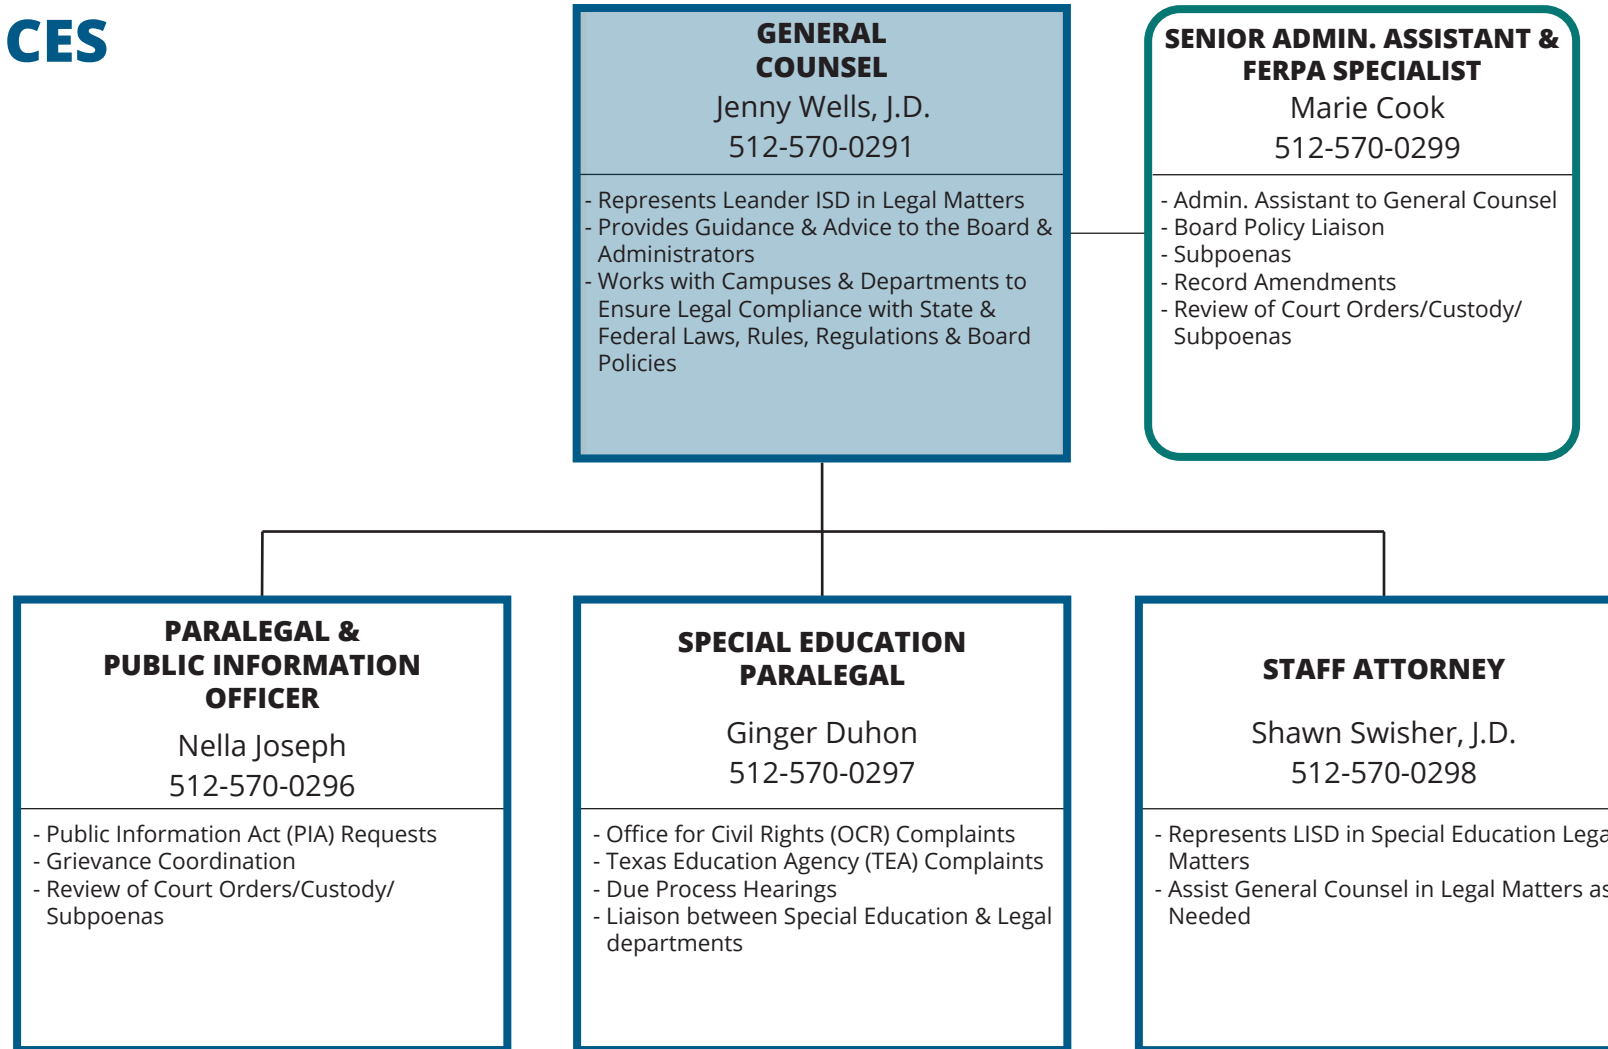 CES
GENERAL
COUNSEL
Jenny Wells, J.D.
512-570-0291
- Represents Leander ISD in Legal Matters
- Provides Guidance & Advice to the Board &
Administrators
- Works with Campuses & Departments to
Ensure Legal Compliance with State &
Federal Laws, Rules, Regulations & Board
Policies
SENIOR ADMIN. ASSISTANT &
FERPA SPECIALIST
Marie Cook
512-570-0299
- Admin. Assistant to General Counsel
- Board Policy Liaison
- Subpoenas
- Record Amendments
- Review of Court Orders/Custody/
Subpoenas
PARALEGAL &
PUBLIC INFORMATION
OFFICER
Nella Joseph
512-570-0296
- Public Information Act (PIA) Requests
- Grievance Coordination
- Review of Court Orders/Custody/
Subpoenas
SPECIAL EDUCATION
PARALEGAL
Ginger Duhon
512-570-0297
- Office for Civil Rights (OCR) Complaints
- Texas Education Agency (TEA) Complaints
- Due Process Hearings
- Liaison between Special Education & Legal
departments
STAFF ATTORNEY
Shawn Swisher, J.D.
512-570-0298
- Represents LISD in Special Education Lega
Matters
- Assist General Counsel in Legal Matters as
Needed